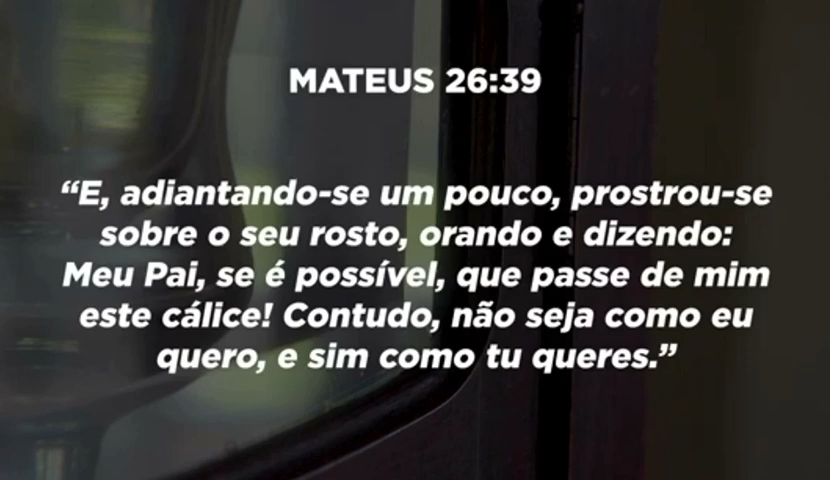 MATEUS 26:39
“E, adiantando-se um pouco, prostrou-se
sobre o seu rosto, orando e dizendo:
Meu Pai, se é possível, que passe de mim
este cálice! Contudo, não seja como eu
quero, e sim como tu queres.”